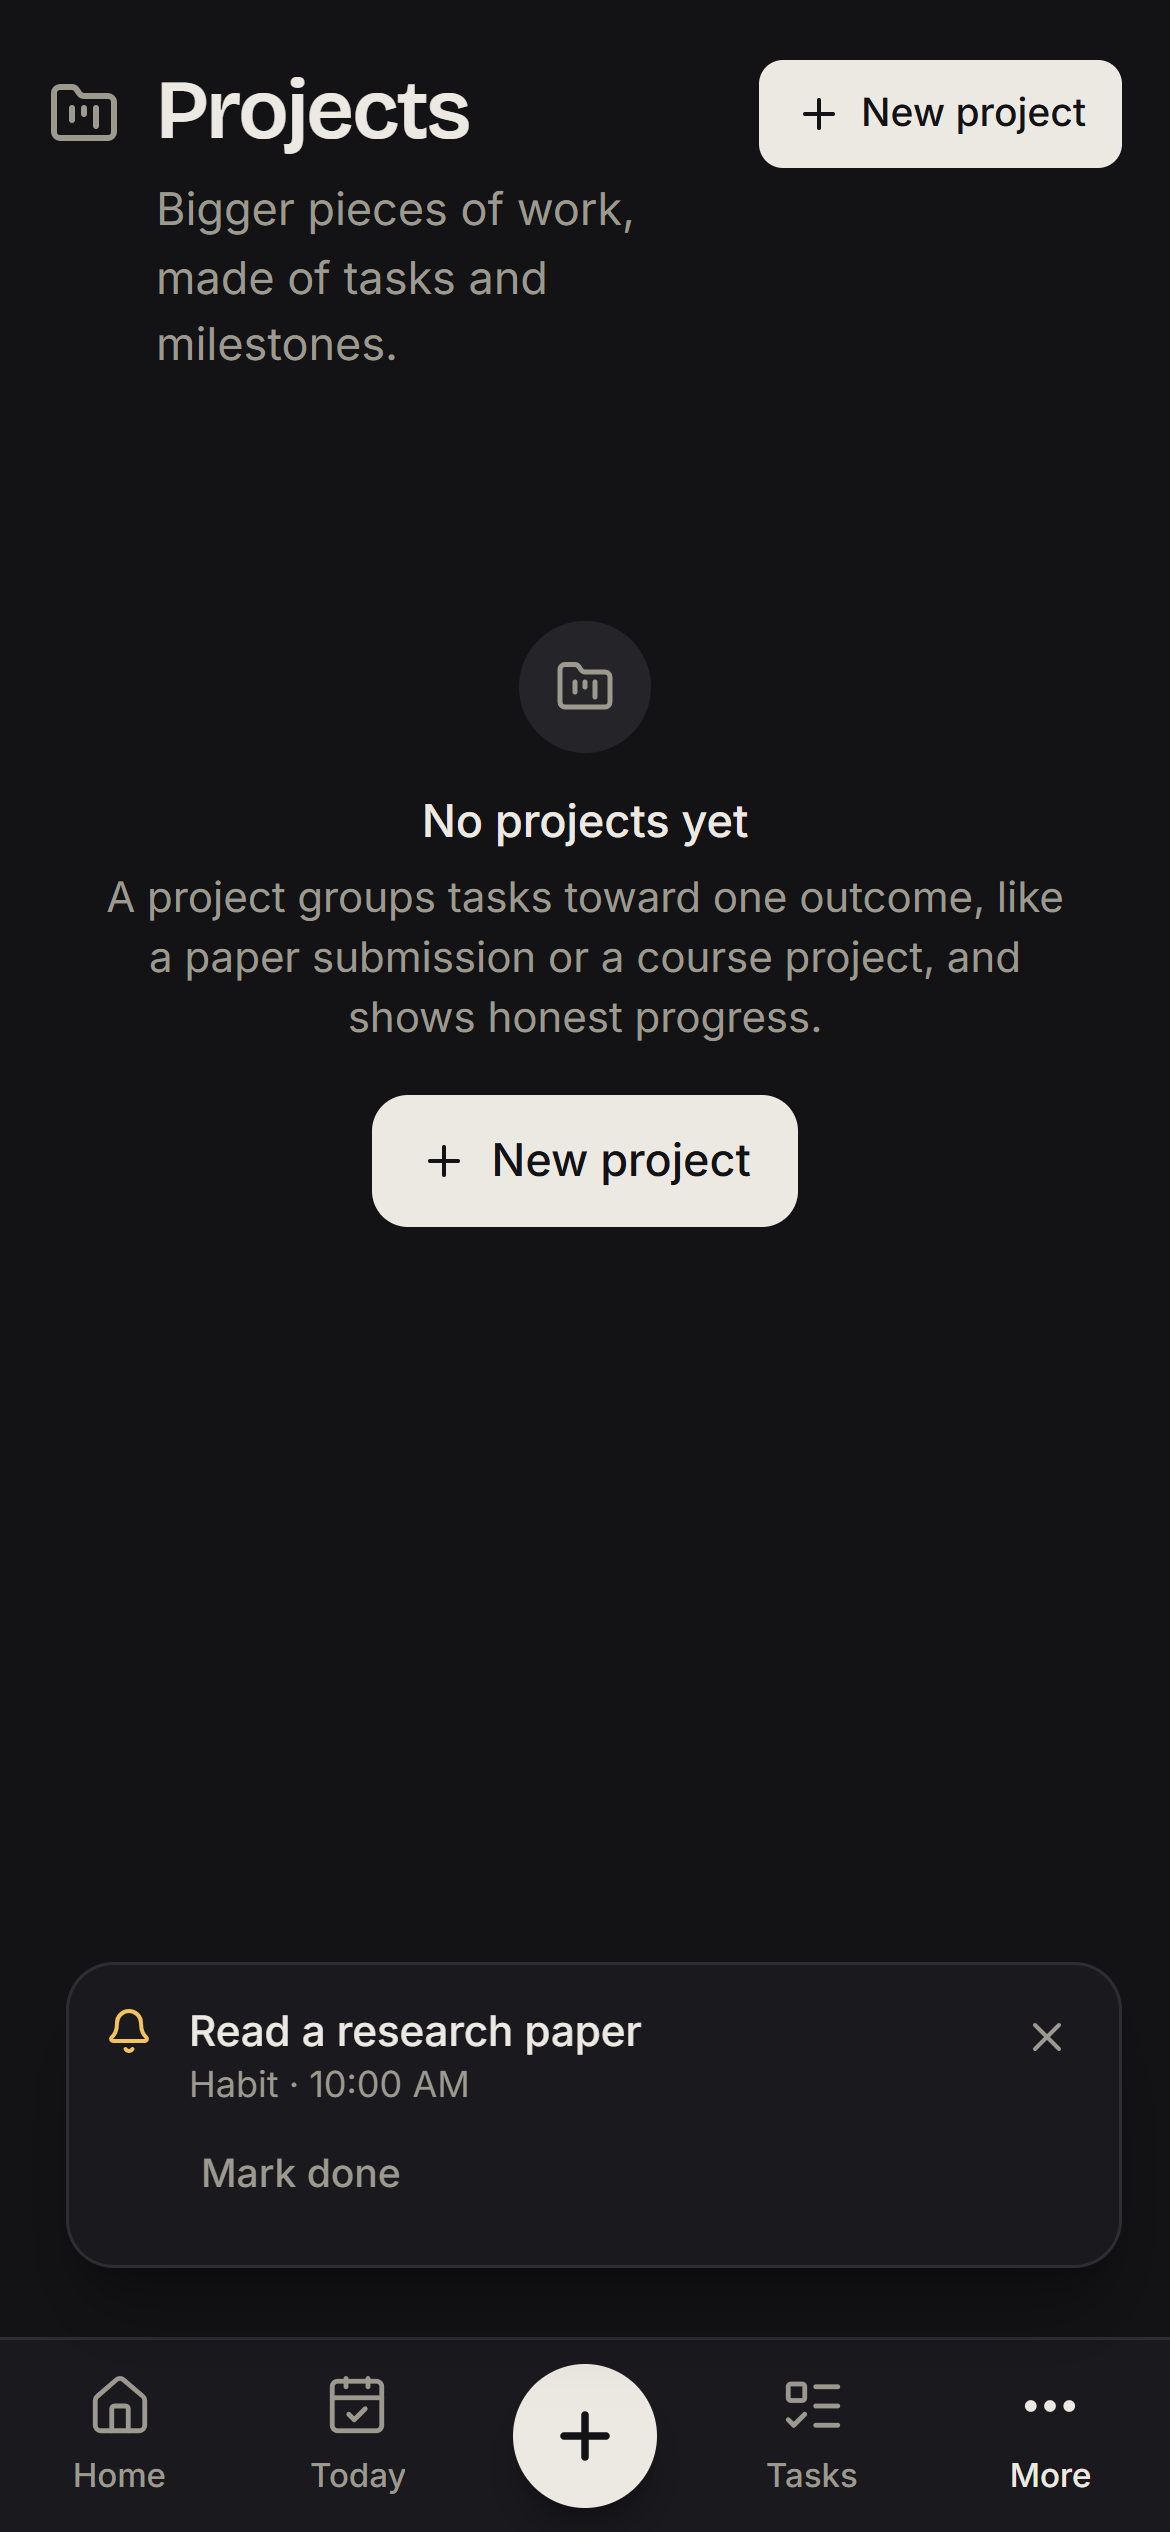 Projects
New project
Bigger pieces of work,
made of tasks and
milestones.
No projects yet
A project groups tasks toward one outcome, like
a paper submission or a course project, and
shows honest progress.
New project
Read a research paper
Habit · 10:00 AM
Mark done
Home
Today
Tasks
More